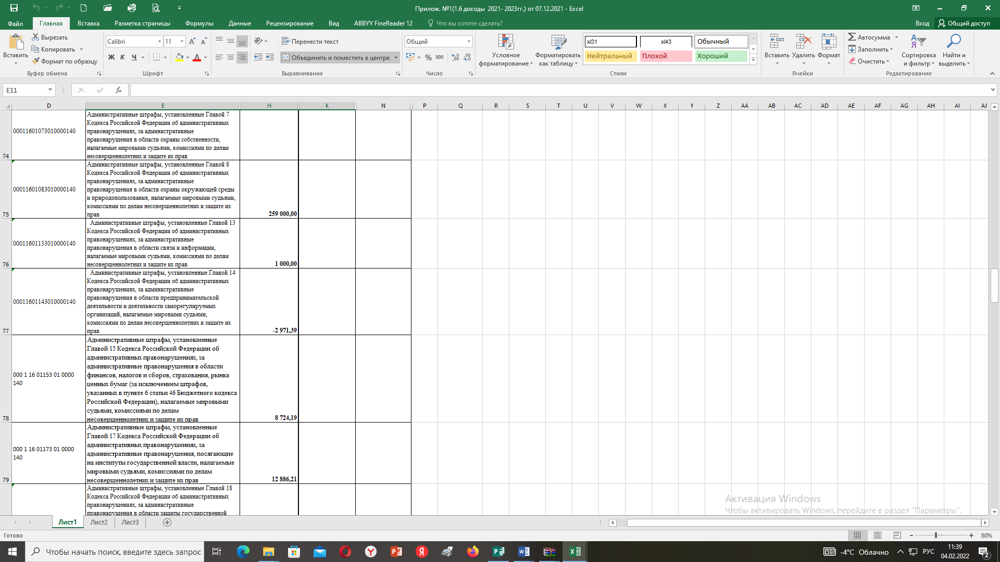 Прилож. №1(1.6 доходы  2021- 2023гг.) от 07.12.2021 - Excel
Файл Главная Вставка Разметка страницы Формулы Данные Рецензирование Вид ABBYY FineReader 12 Что вы хотите сделать? Вход Общий доступ
Вставить
Вырезать
Копировать
Формат по образцу
Буфер обмена
Calibri 11
Ж К Ч
Шрифт
Перенести текст
Объединить и поместить в центре
Выравнивание
Общий
% 000
Число
Условное форматирование
Форматировать как таблицу
xl31 xl43 Обычный
Нейтральный Плохой Хороший
Стили
Вставить Удалить Формат
Ячейки
Автосумма
Заполнить
Очистить
Сортировка и фильтр
Найти и выделить
Редактирование
E11 fx
D E H K N P Q R S T U V W X Y Z AA AB AC AD AE AF AG AH AI AJ
74
00011601073010000140
Административные штрафы, установленные Главой 7
Кодекса Российской Федерации об административных
правонарушениях, за административные
правонарушения в области охраны собственности,
налагаемые мировыми судьями, комиссиями по делам
несовершеннолетних и защите их прав
75
00011601083010000140
Административные штрафы, установленные Главой 8
Кодекса Российской Федерации об административных
правонарушениях, за административные
правонарушения в области охраны окружающей среды
и природопользования, налагаемые мировыми судьями,
комиссиями по делам несовершеннолетних и защите их
прав
259 000,00
76
00011601133010000140
Административные штрафы, установленные Главой 13
Кодекса Российской Федерации об административных
правонарушениях, за административные
правонарушения в области связи и информации,
налагаемые мировыми судьями, комиссиями по делам
несовершеннолетних и защите их прав
1 000,00
77
00011601143010000140
Административные штрафы, установленные Главой 14
Кодекса Российской Федерации об административных
правонарушениях, за административные
правонарушения в области предпринимательской
деятельности и деятельности саморегулируемых
организаций, налагаемые мировыми судьями,
комиссиями по делам несовершеннолетних и защите их
прав
-2 971,39
78
000 1 16 01153 01 0000
140
Административные штрафы, установленные
Главой 15 Кодекса Российской Федерации об
административных правонарушениях, за
административные правонарушения в области
финансов, налогов и сборов, страхования, рынка
ценных бумаг (за исключением штрафов,
указанных в пункте 6 статьи 46 Бюджетного кодекса
Российской Федерации), налагаемые мировыми
судьями, комиссиями по делам
несовершеннолетних и защите их прав
8 724,19
79
000 1 16 01173 01 0000
140
Административные штрафы, установленные
Главой 17 Кодекса Российской Федерации об
административных правонарушениях, за
административные правонарушения, посягающие
на институты государственной власти, налагаемые
мировыми судьями, комиссиями по делам
несовершеннолетних и защите их прав
12 886,21
Административные штрафы, установленные Главой 18
Кодекса Российской Федерации об административных
правонарушениях, за административные
правонарушения в области защиты государственной
Активация Windows
Чтобы активировать Windows, перейдите в раздел "Параметры".
Лист1 Лист2 Лист3
Готово 80%
Чтобы начать поиск, введите здесь запрос
-4°C Облачно РУС 11:39
04.02.2022
2